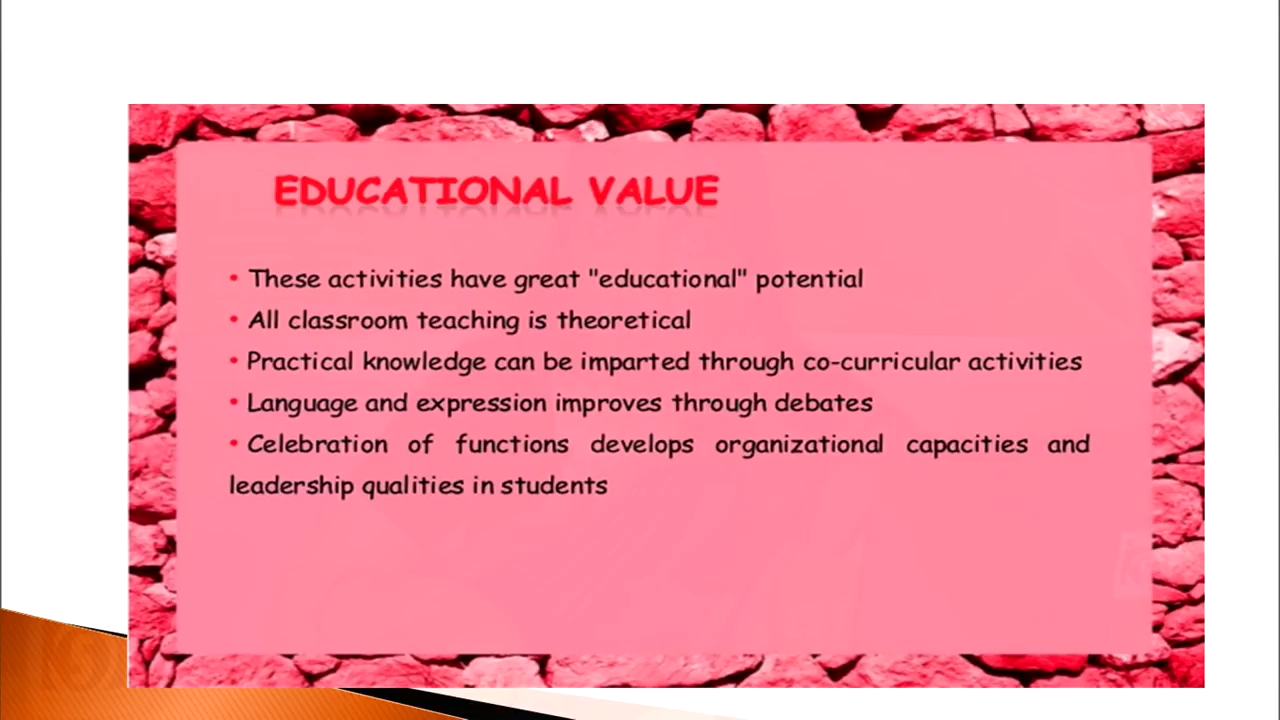 EDUCATIONAL VALUE
• These activities have great "educational" potential
• All classroom teaching is theoretical
• Practical knowledge can be imparted through co-curricular activities
• Language and expression improves through debates
• Celebration of functions develops organizational capacities and
leadership qualities in students